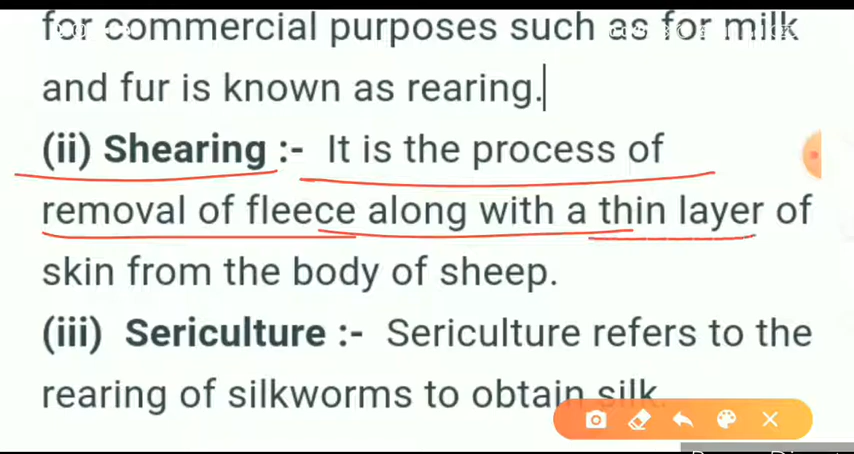 for commercial purposes such as for milk
and fur is known as rearing.
(ii) Shearing :- It is the process of
removal of fleece along with a thin layer of
skin from the body of sheep.
(iii) Sericulture :- Sericulture refers to the
rearing of silkworms to obtain silk.